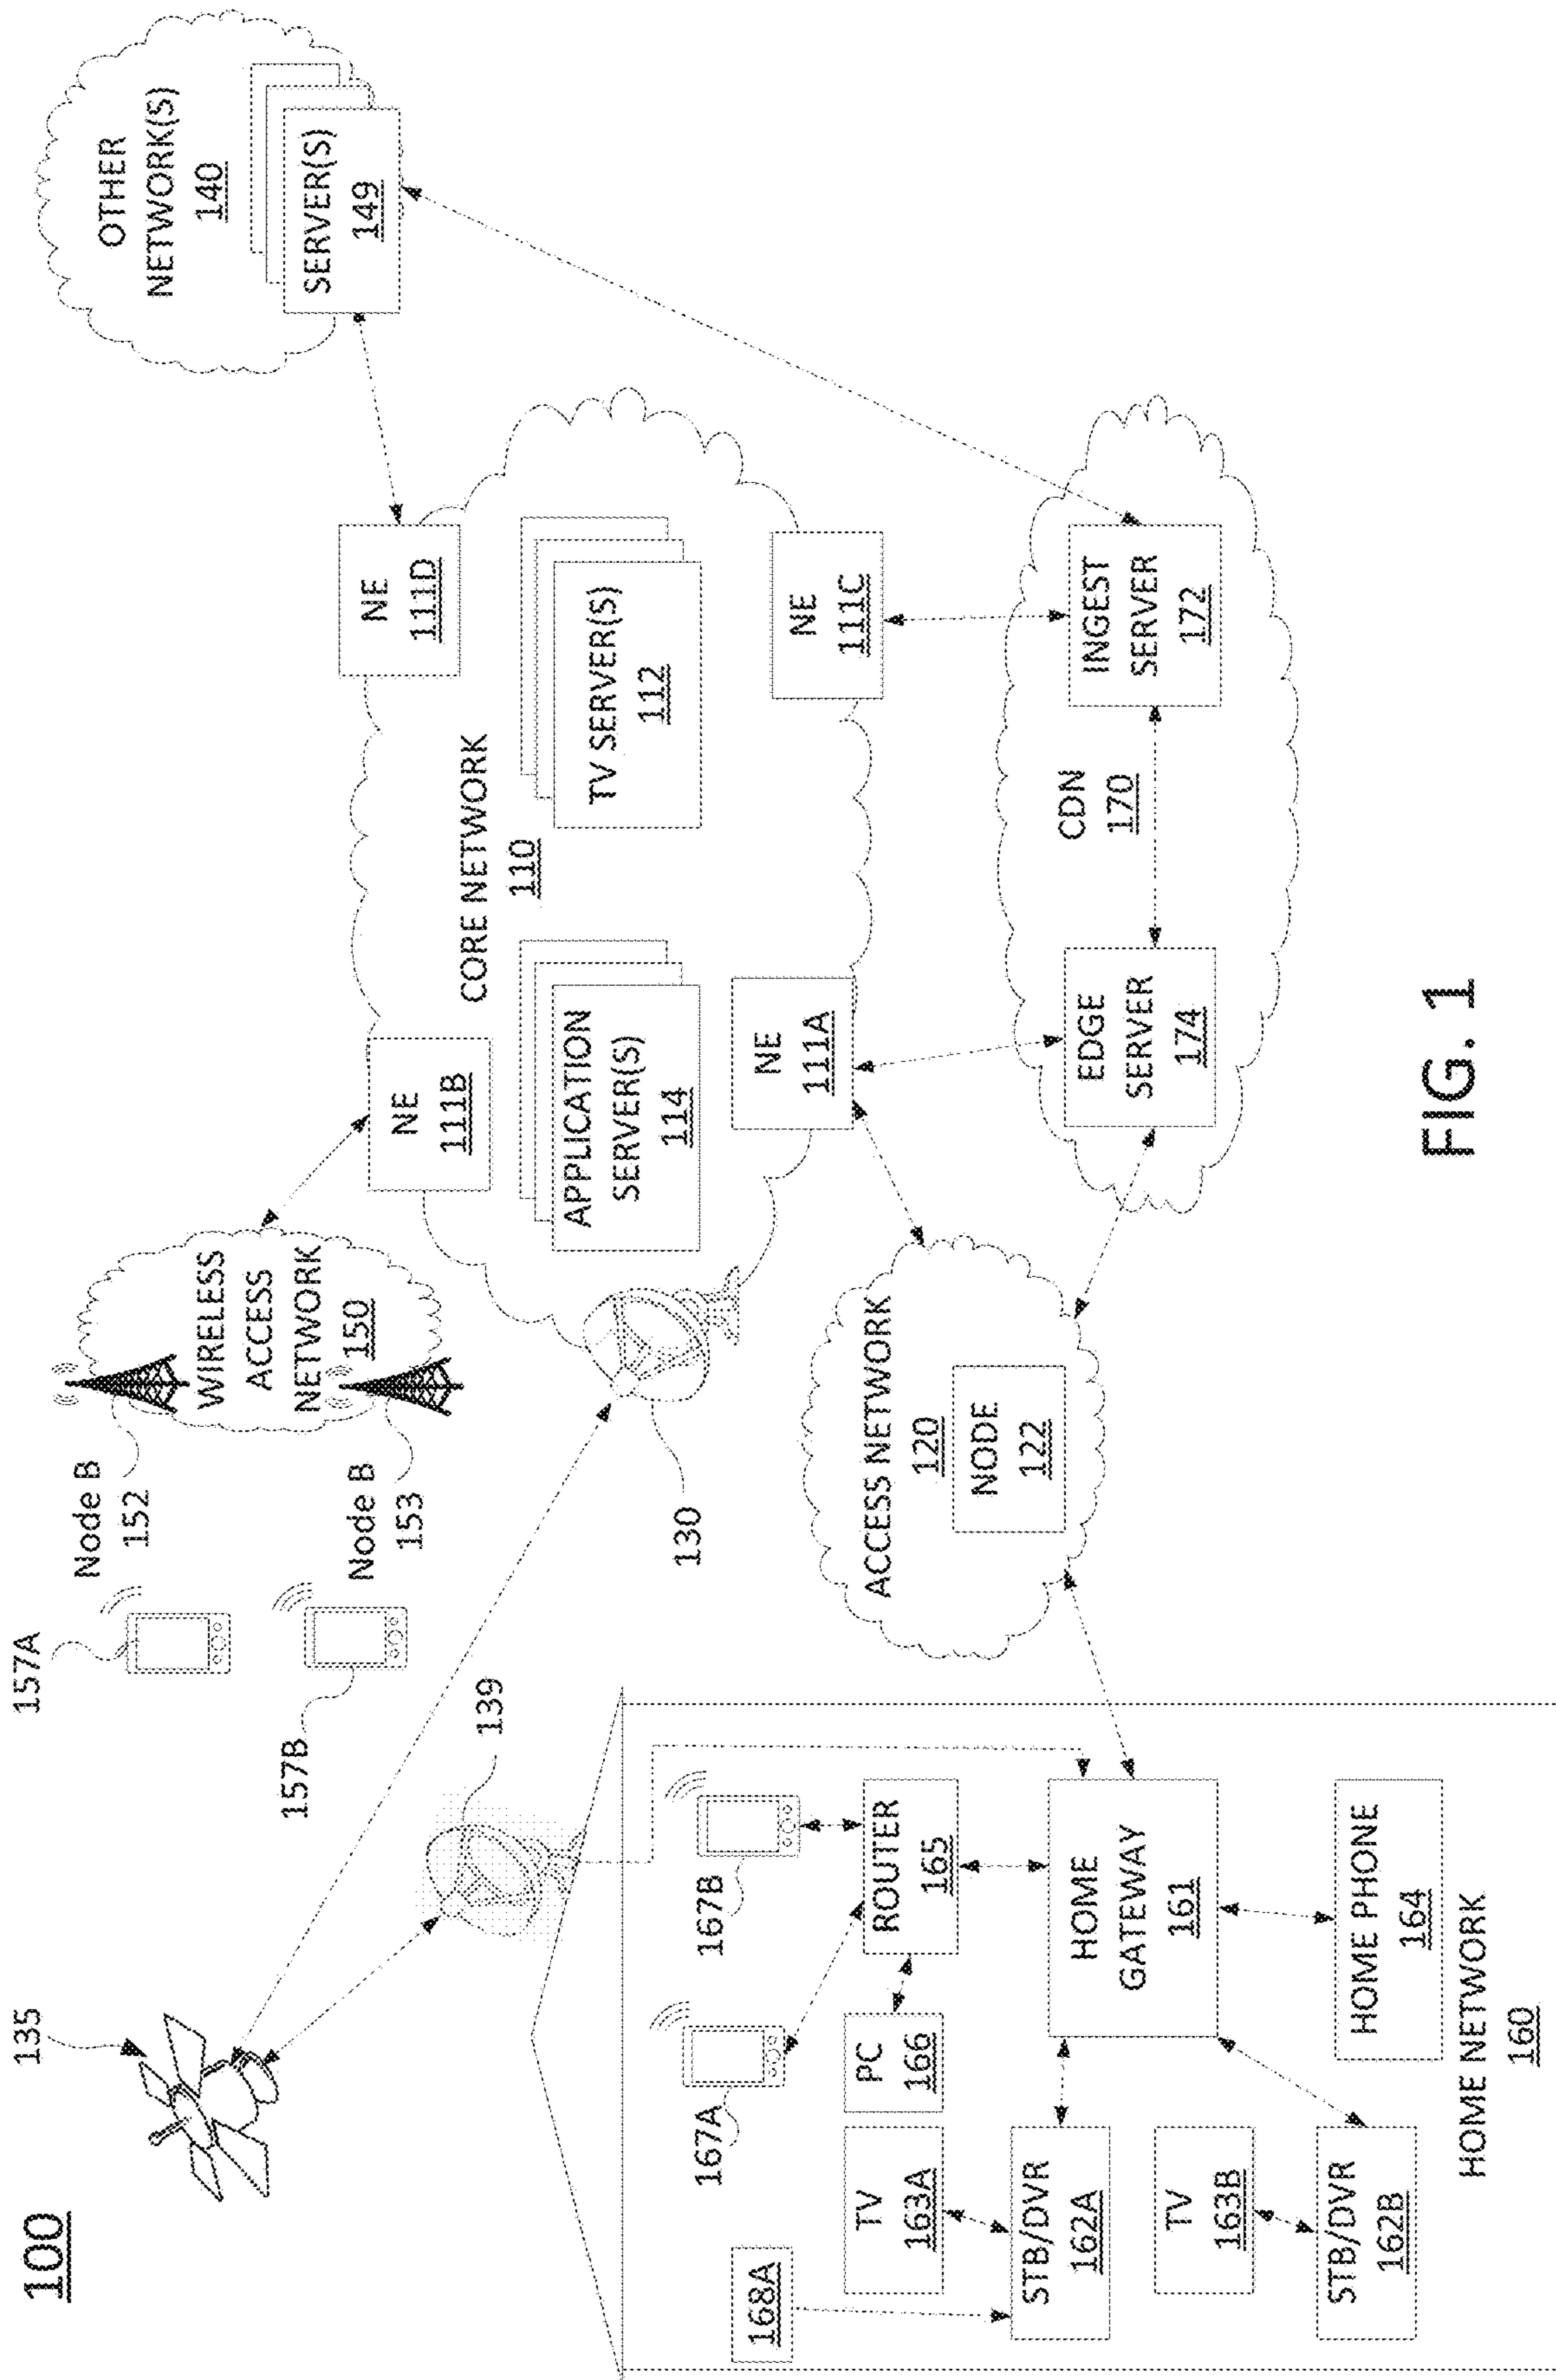 100
135
157A
157B
Node B
152
Node B
153
WIRELESS
ACCESS
NETWORK
150
OTHER
NETWORK(S)
140
SERVER(S)
149
NE
111B
NE
111D
CORE NETWORK
110
APPLICATION
SERVER(S)
114
TV SERVER(S)
112
NE
111A
NE
111C
139
130
ACCESS NETWORK
120
NODE
122
CDN
170
EDGE
SERVER
174
INGEST
SERVER
172
167A
167B
168A
TV
163A
PC
166
ROUTER
165
STB/DVR
162A
HOME
GATEWAY
161
TV
163B
STB/DVR
162B
HOME PHONE
164
HOME NETWORK
160
FIG. 1